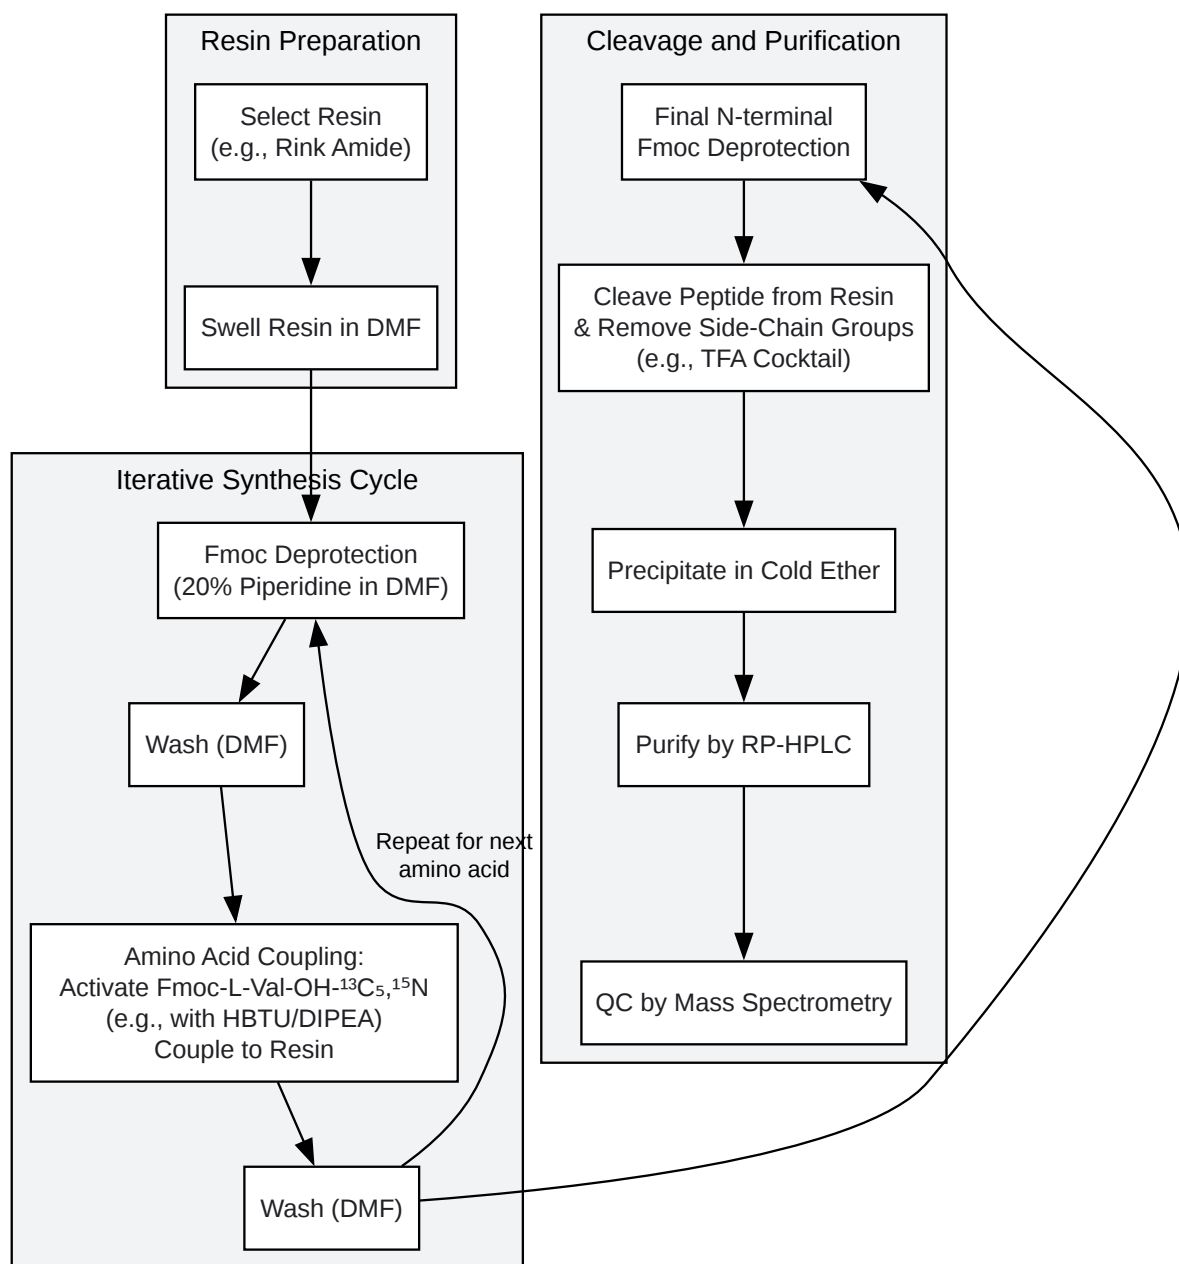 Resin Preparation
Select Resin
(e.g., Rink Amide)
Swell Resin in DMF
Iterative Synthesis Cycle
Fmoc Deprotection
(20% Piperidine in DMF)
Wash (DMF)
Repeat for next
amino acid
Amino Acid Coupling:
Activate Fmoc-L-Val-OH-¹³C₅,¹⁵N
(e.g., with HBTU/DIPEA)
Couple to Resin
Wash (DMF)
Cleavage and Purification
Final N-terminal
Fmoc Deprotection
Cleave Peptide from Resin
& Remove Side-Chain Groups
(e.g., TFA Cocktail)
Precipitate in Cold Ether
Purify by RP-HPLC
QC by Mass Spectrometry